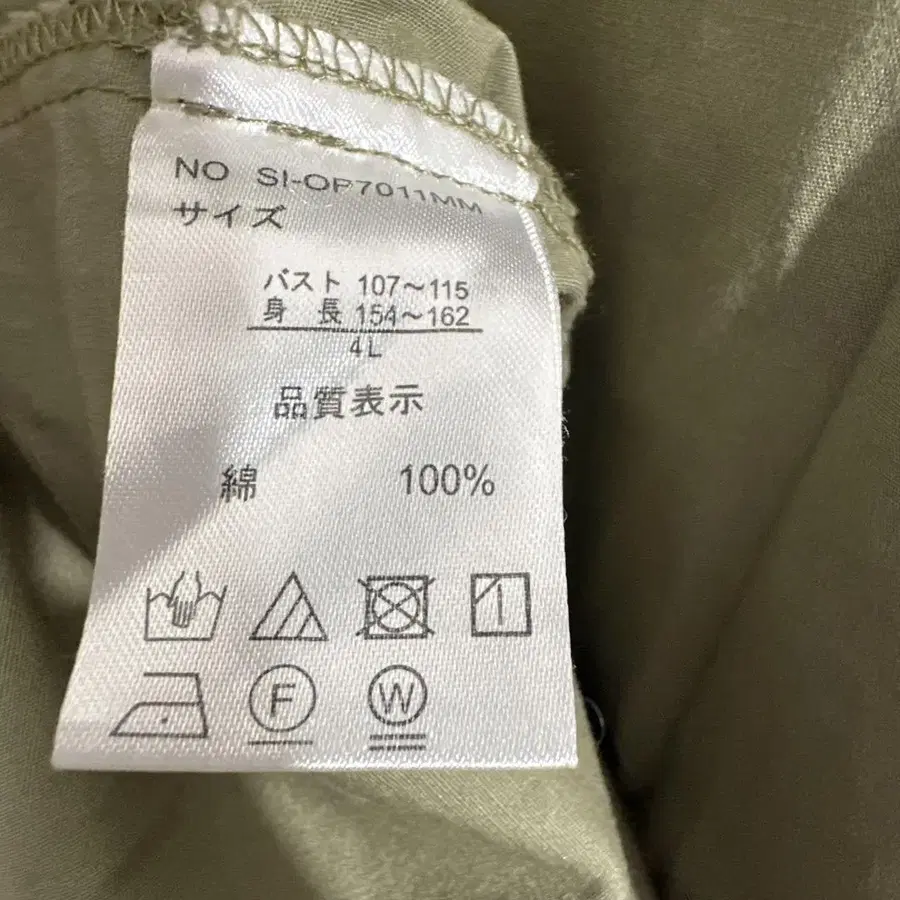 NO SI-OP7011MM
サイズ
バスト 107～115
身 長 154～162
4L
品質表示
綿 100%
F
W